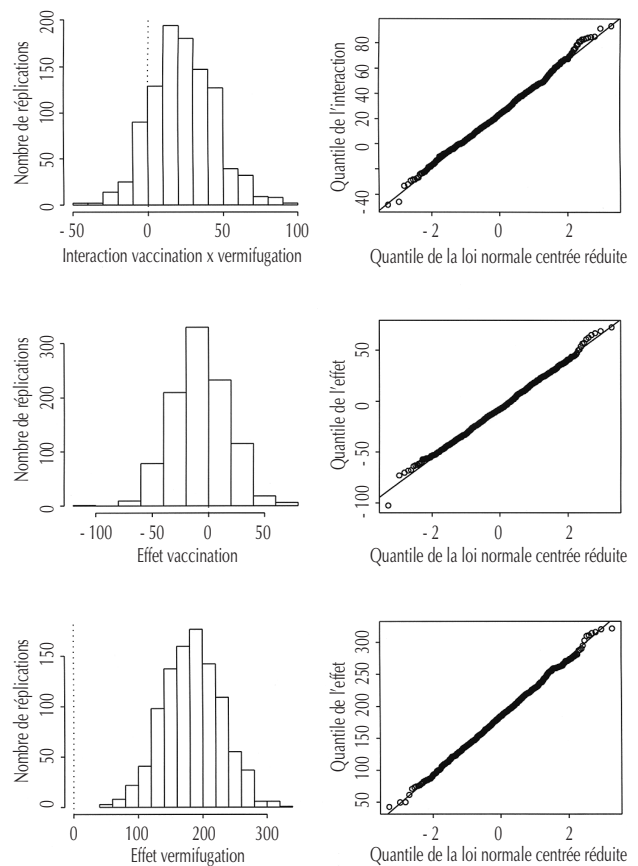 Nombre de réplications
0 50 100 150 200
- 50 0 50 100
Interaction vaccination x vermifugation
Quantile de l'interaction
- 40 0 20 40 60 80
- 2 0 2
Quantile de la loi normale centrée réduite
Nombre de réplications
0 100 200 300
- 100 - 50 0 50
Effet vaccination
Quantile de l'effet
- 100 - 50 0 50
- 2 0 2
Quantile de la loi normale centrée réduite
Nombre de réplications
0 50 100 150
0 100 200 300
Effet vermifugation
Quantile de l'effet
50 100 150 200 250 300
- 2 0 2
Quantile de la loi normale centrée réduite